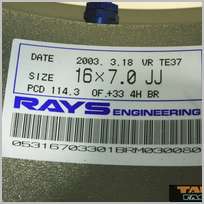 DATE 2003. 3.18 VR TE37
SIZE 16×7.0 JJ
PCD 114.3 OF.+33 4H BR
RAYS ENGINEERING
05316703301BRM030080